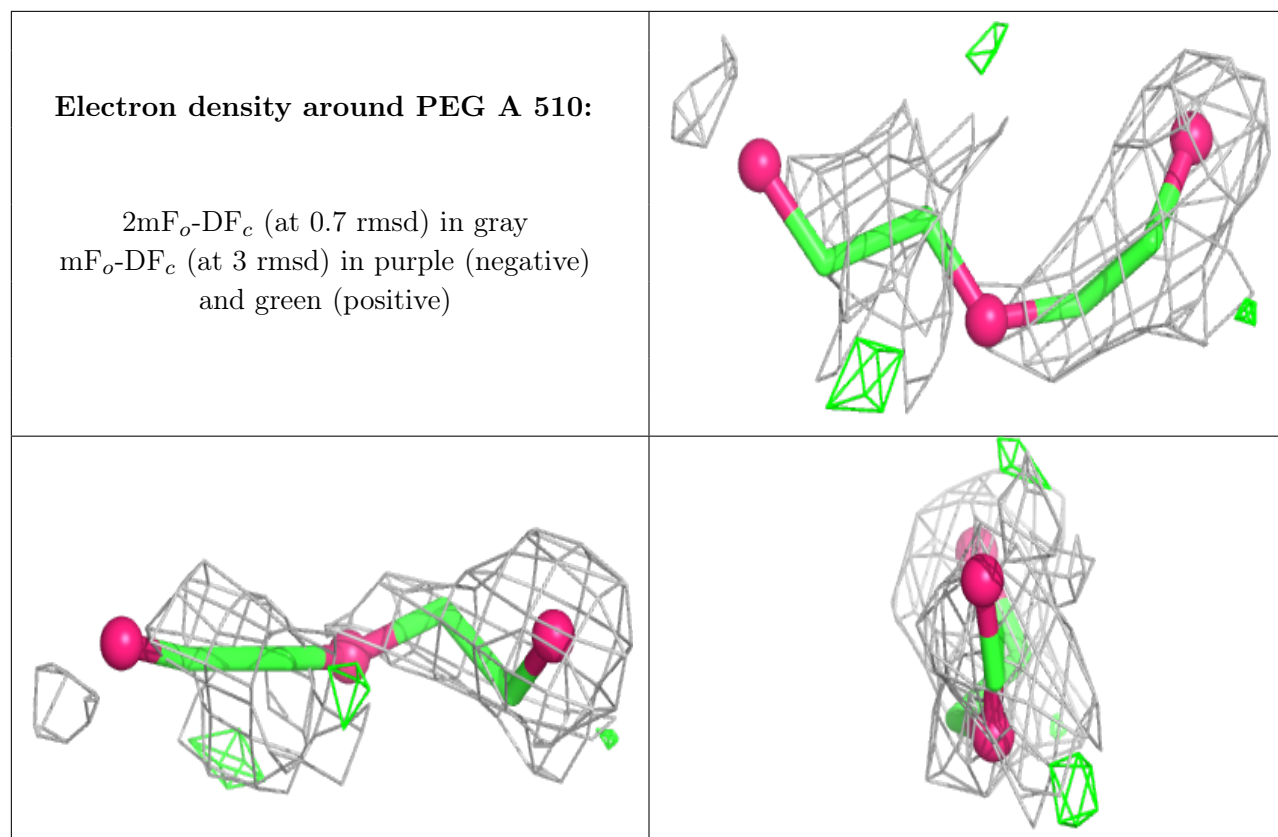 Electron density around PEG A 510:
2mFo-DFc (at 0.7 rmsd) in gray
mFo-DFc (at 3 rmsd) in purple (negative)
and green (positive)